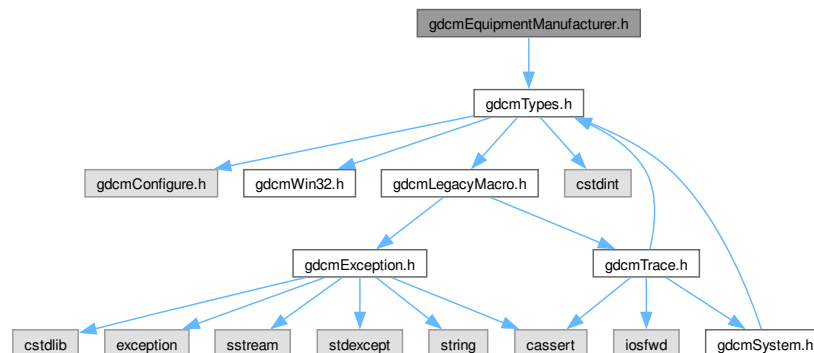 gdcmEquipmentManufacturer.h
gdcmTypes.h
gdcmConfigure.h
gdcmWin32.h
gdcmLegacyMacro.h
cstdint
gdcmException.h
gdcmTrace.h
cstdlib
exception
sstream
stdexcept
string
cassert
iosfwd
gdcmSystem.h